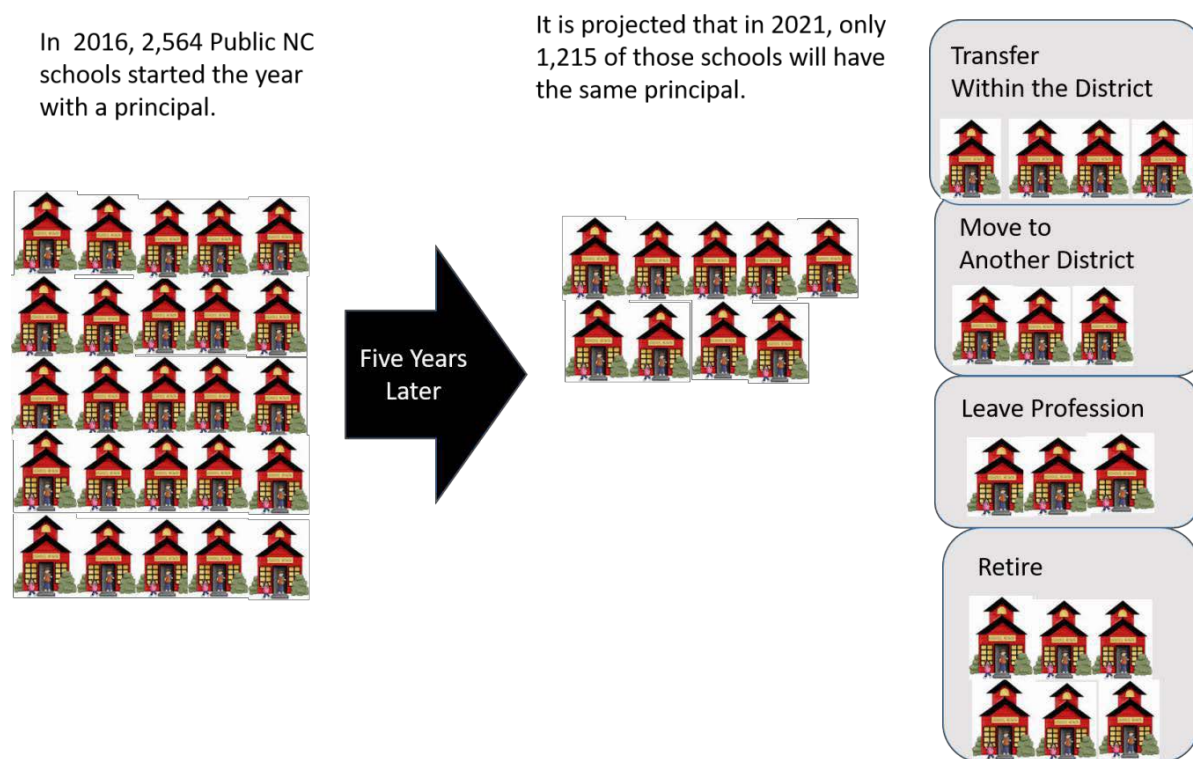 In 2016, 2,564 Public NC
schools started the year
with a principal.
It is projected that in 2021, only
1,215 of those schools will have
the same principal.
Five Years
Later
Transfer
Within the District
Move to
Another District
Leave Profession
Retire